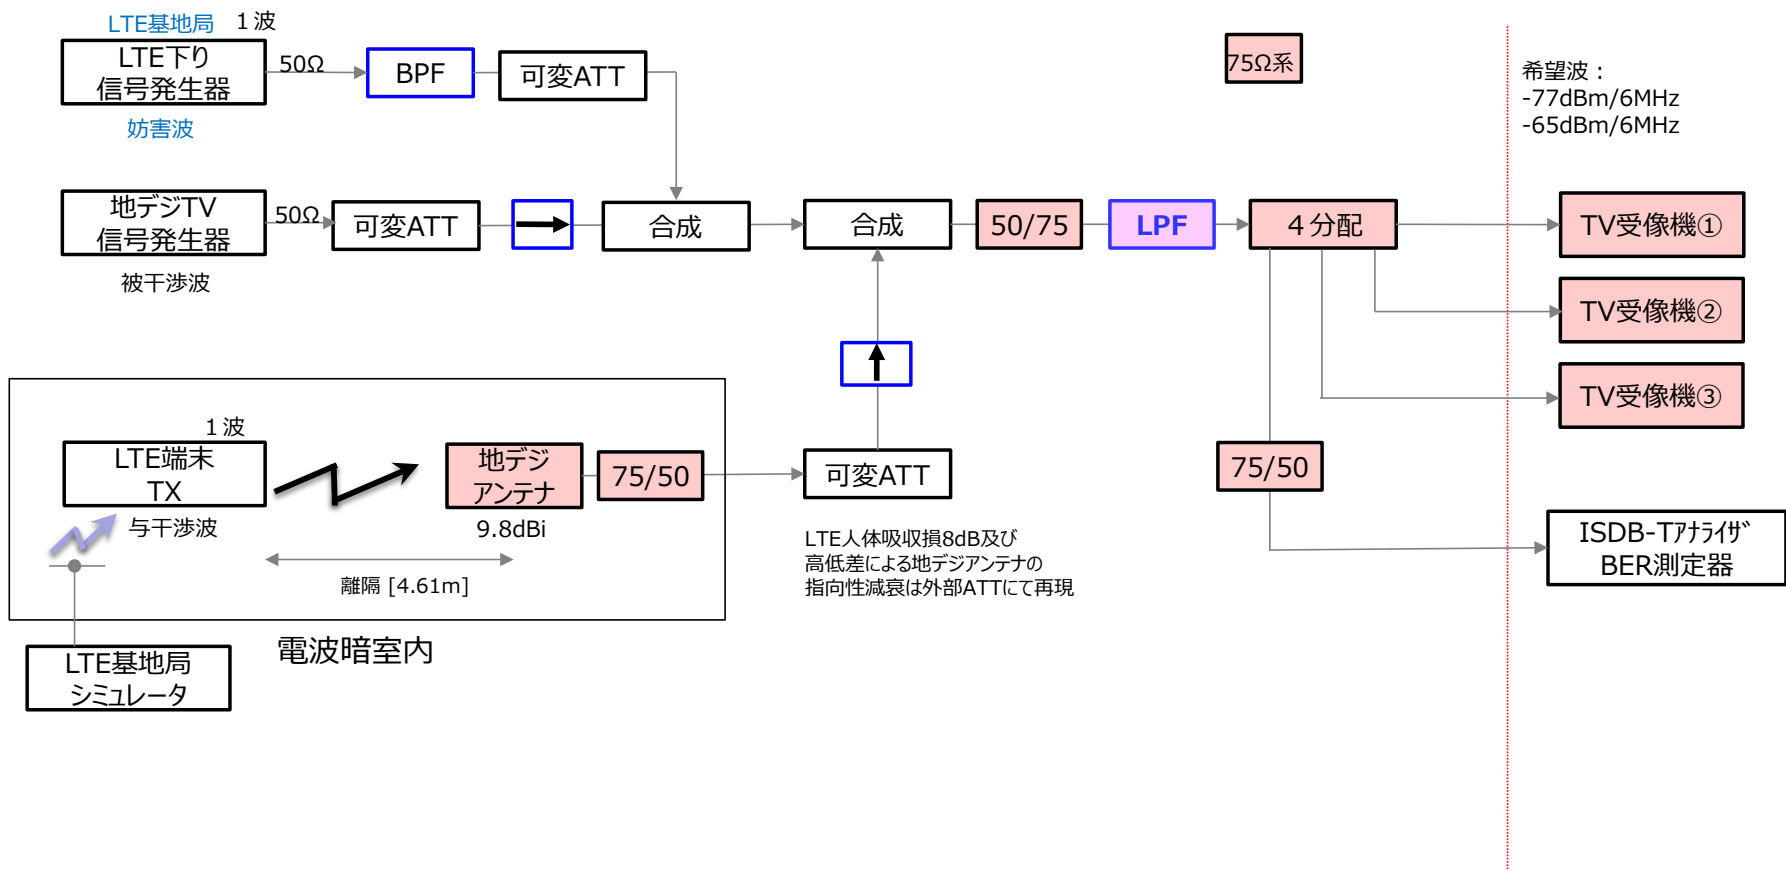 LTE基地局 1波
LTE下り
信号発生器
50Ω
BPF
可変ATT
妨害波
75Ω系
希望波：
-77dBm/6MHz
-65dBm/6MHz
地デジTV
信号発生器
50Ω
可変ATT
合成
合成
50/75
LPF
4分配
TV受像機①
被干渉波
TV受像機②
TV受像機③
1波
LTE端末
TX
与干渉波
地デジ
アンテナ
9.8dBi
75/50
可変ATT
75/50
離隔 [4.61m]
LTE人体吸収損8dB及び
高低差による地デジアンテナの
指向性減衰は外部ATTにて再現
ISDB-Tｱﾅﾗｲｻﾞ
BER測定器
電波暗室内
LTE基地局
シミュレータ